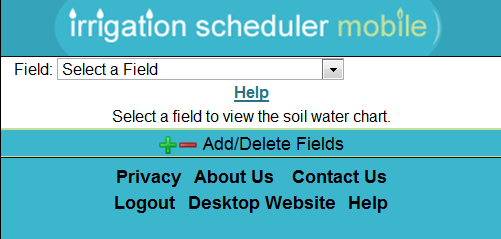 irrigation scheduler mobile
Field: Select a Field
Help
Select a field to view the soil water chart.
Add/Delete Fields
Privacy About Us Contact Us
Logout Desktop Website Help